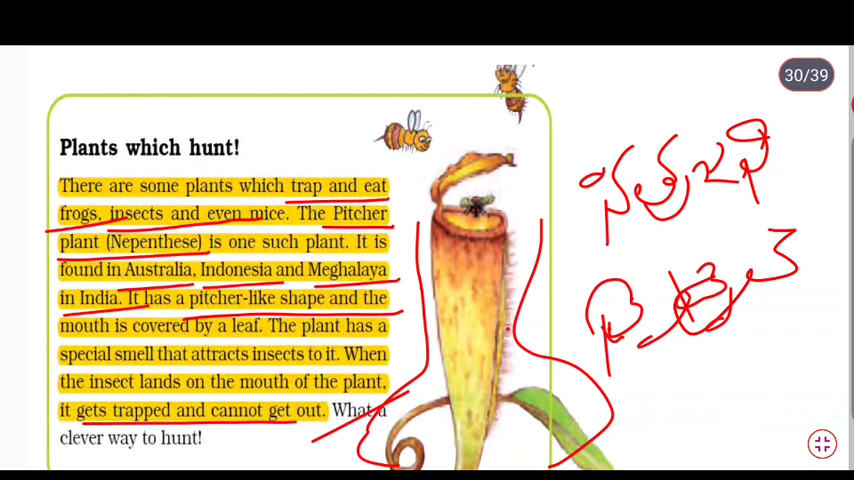 30/39
Plants which hunt!
There are some plants which trap and eat
frogs, insects and even mice. The Pitcher
plant (Nepenthese) is one such plant. It is
found in Australia, Indonesia and Meghalaya
in India. It has a pitcher-like shape and the
mouth is covered by a leaf. The plant has a
special smell that attracts insects to it. When
the insect lands on the mouth of the plant,
it gets trapped and cannot get out. What a
clever way to hunt!